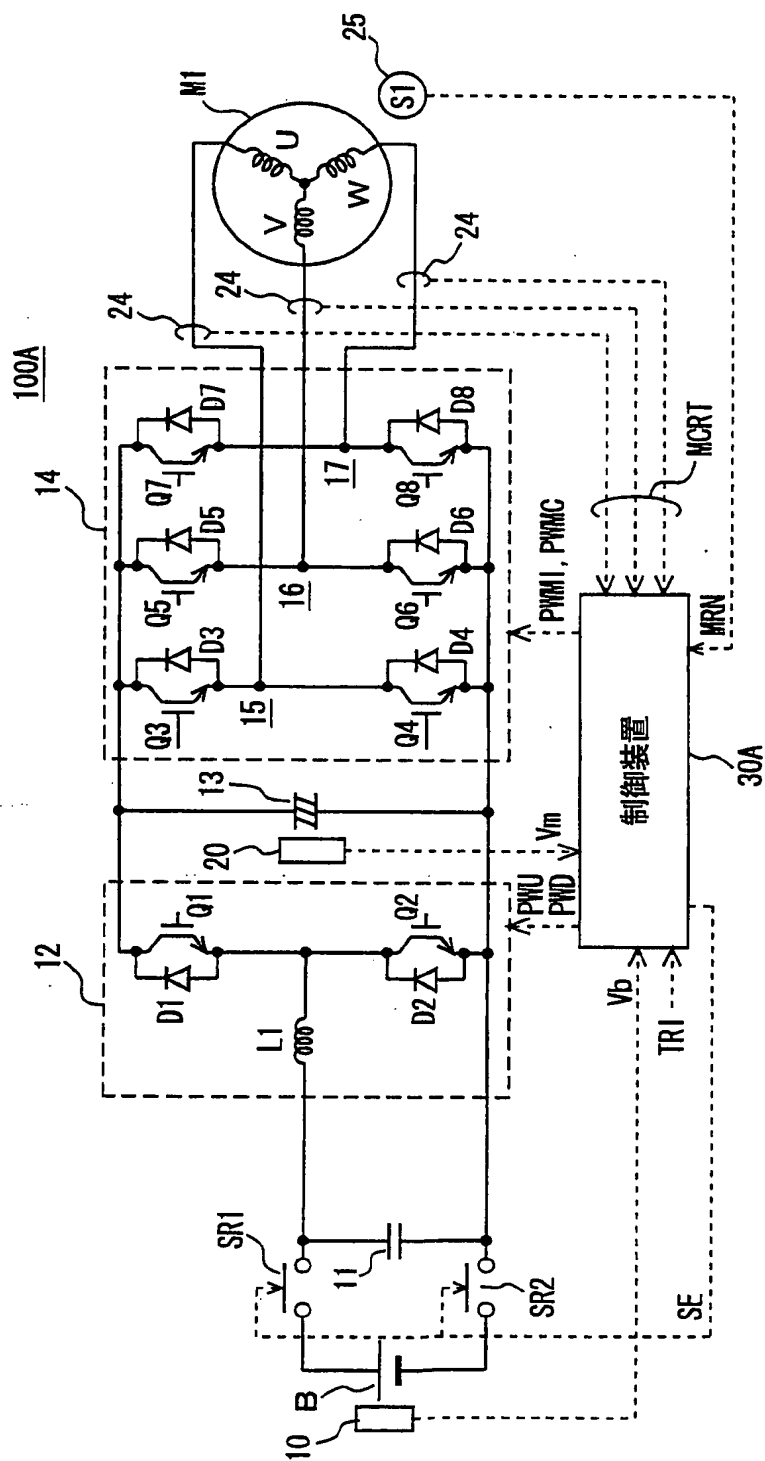 100A
12
14
M1
25
S1
U
V
W
24
24
24
D1
Q1
Q3
D3
Q5
D5
Q7
D7
L1
20
13
15
16
17
D2
Q2
Q4
D4
Q6
D6
Q8
D8
SR1
11
SR2
B
10
PWU
PWD
Vm
PWMI, PWMC
MCRT
Vb
TRI
制御装置
MRN
30A
SE